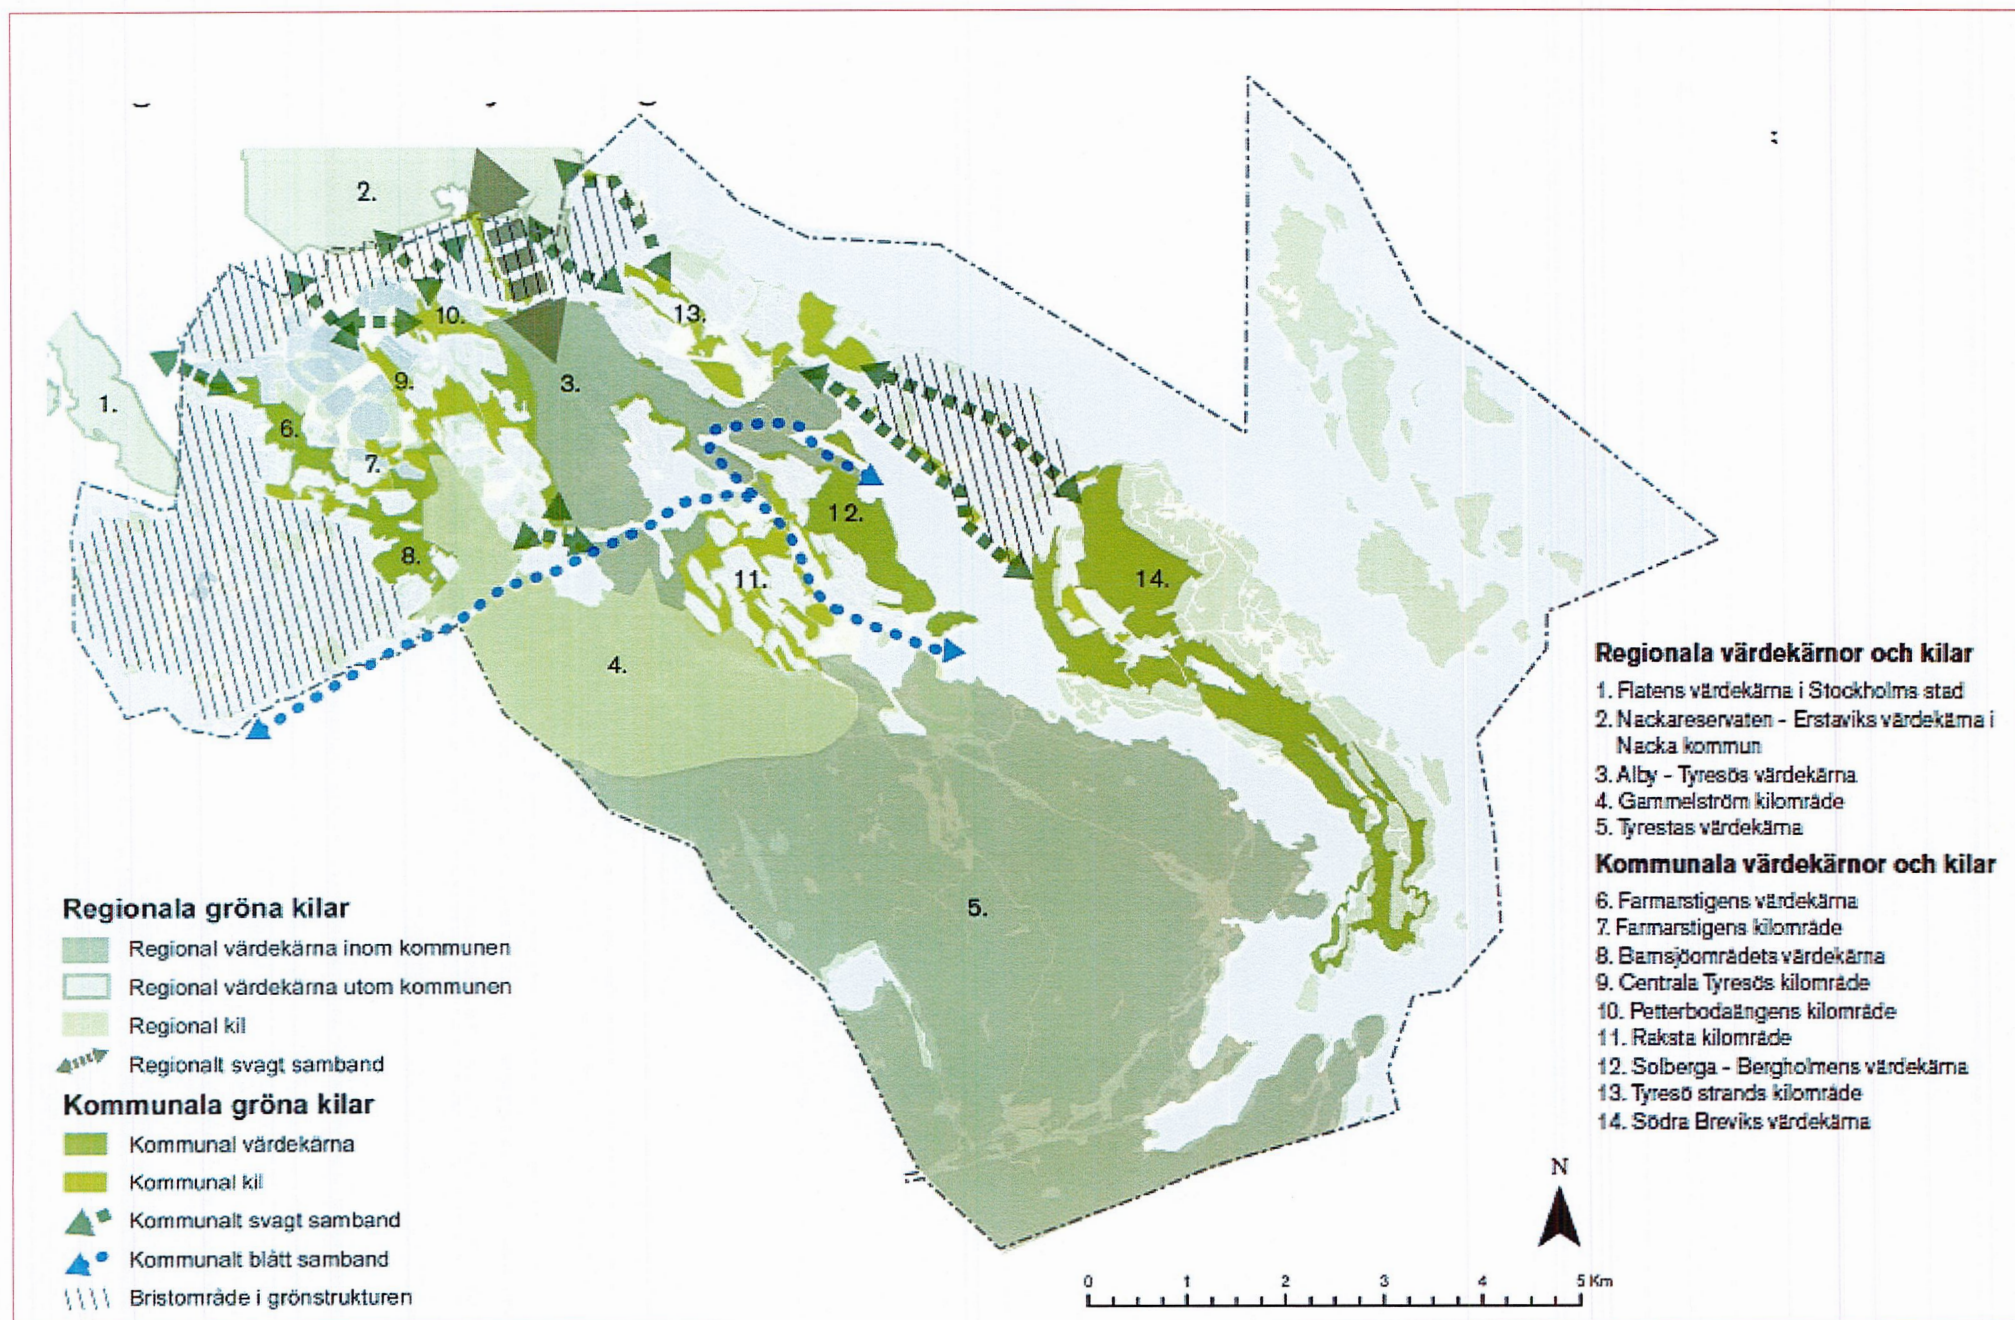 2.
10.
13.
3.
9.
1.
6.
7.
12.
8.
11.
14.
4.
5.
Regionala värdekärnor och kilar
1. Flatens värdekärna i Stockholms stad
2. Nackareservaten - Erstaviks värdekärna i
Nacka kommun
3. Alby - Tyresös värdekärna
4. Gammelström kilområde
5. Tyrestas värdekärna
Kommunala värdekärnor och kilar
6. Farmarstigens värdekärna
7. Farmarstigens kilområde
8. Barnsjöområdets värdekärna
9. Centrala Tyresös kilområde
10. Petterbodaängens kilområde
11. Raksta kilområde
12. Solberga - Bergholmens värdekärna
13. Tyresö strands kilområde
14. Södra Breviks värdekärna
Regionala gröna kilar
Regional värdekärna inom kommunen
Regional värdekärna utom kommunen
Regional kil
Regionalt svagt samband
Kommunala gröna kilar
Kommunal värdekärna
Kommunal kil
Kommunalt svagt samband
Kommunalt blått samband
Bristområde i grönstrukturen
N
0 1 2 3 4 5 Km